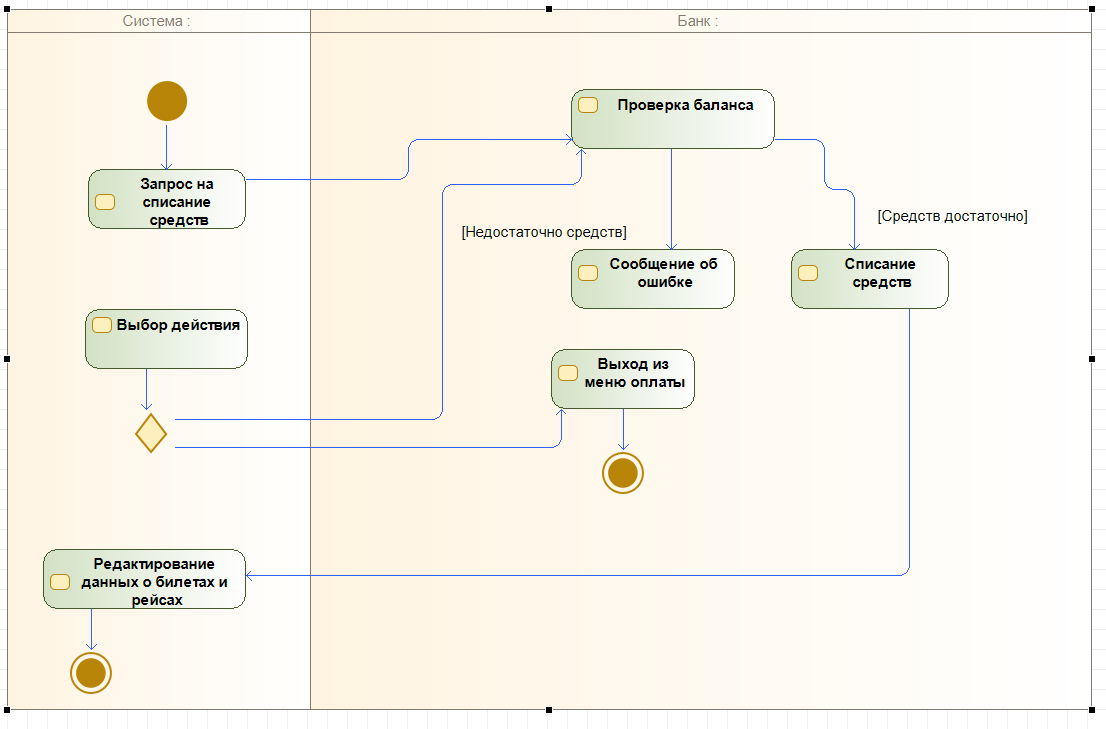 Система :
Банк :
Проверка баланса
Запрос на
списание
средств
[Средств достаточно]
[Недостаточно средств]
Сообщение об
ошибке
Списание
средств
Выбор действия
Выход из
меню оплаты
Редактирование
данных о билетах и
рейсах